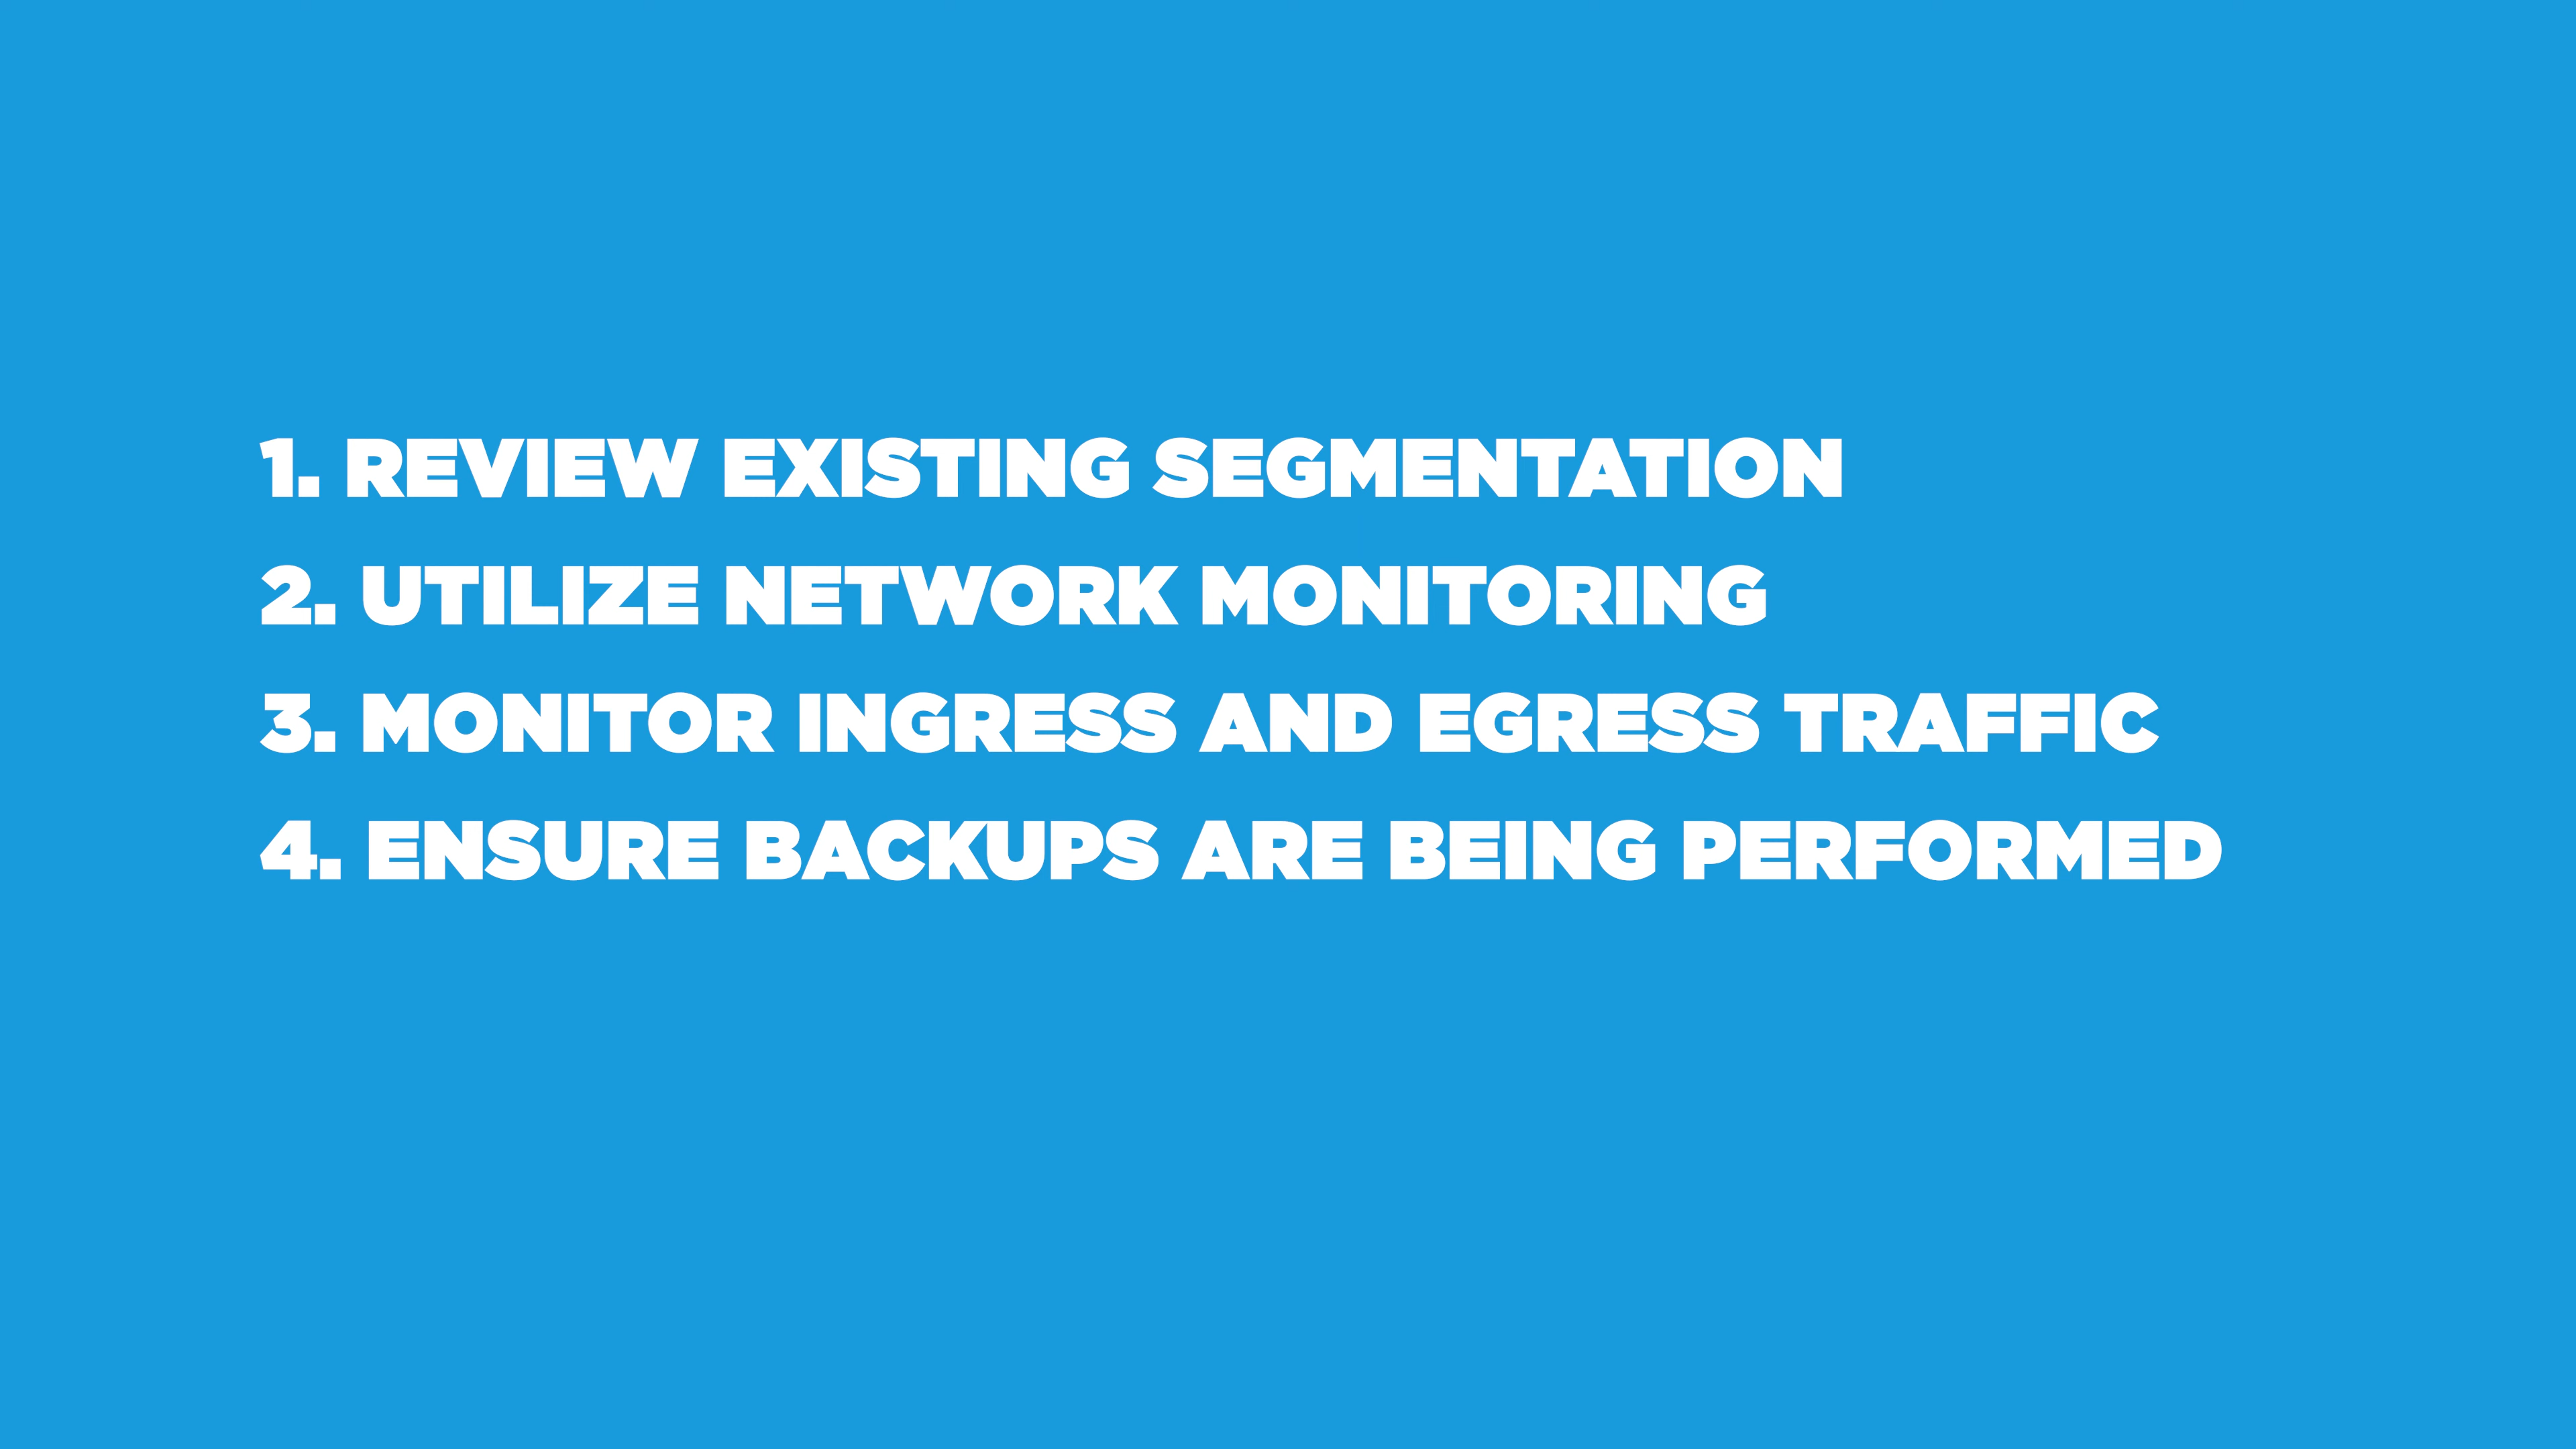 1. REVIEW EXISTING SEGMENTATION
2. UTILIZE NETWORK MONITORING
3. MONITOR INGRESS AND EGRESS TRAFFIC
4. ENSURE BACKUPS ARE BEING PERFORMED